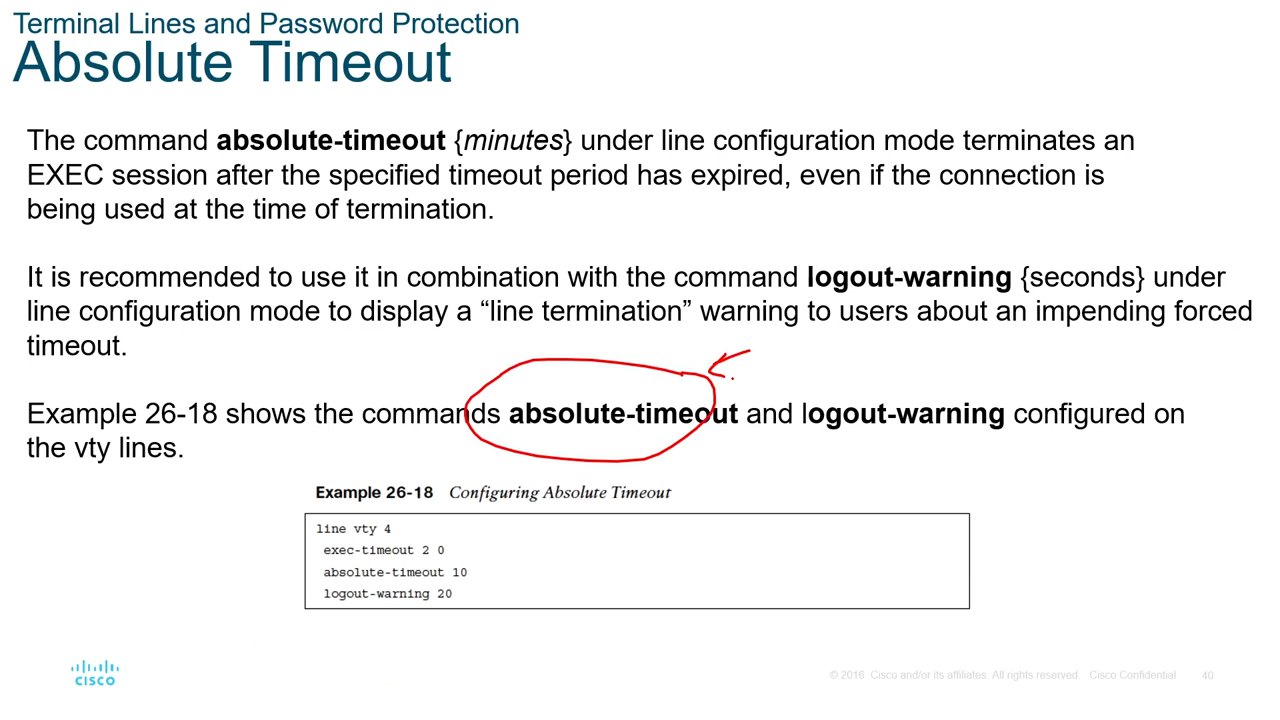 Terminal Lines and Password Protection
Absolute Timeout
The command absolute-timeout {minutes} under line configuration mode terminates an
EXEC session after the specified timeout period has expired, even if the connection is
being used at the time of termination.
It is recommended to use it in combination with the command logout-warning {seconds} under
line configuration mode to display a “line termination” warning to users about an impending forced
timeout.
Example 26-18 shows the commands absolute-timeout and logout-warning configured on
the vty lines.
Example 26-18 Configuring Absolute Timeout
line vty 4
exec-timeout 2 0
absolute-timeout 10
logout-warning 20
CISCO
© 2016 Cisco and/or its affiliates. All rights reserved. Cisco Confidential 40